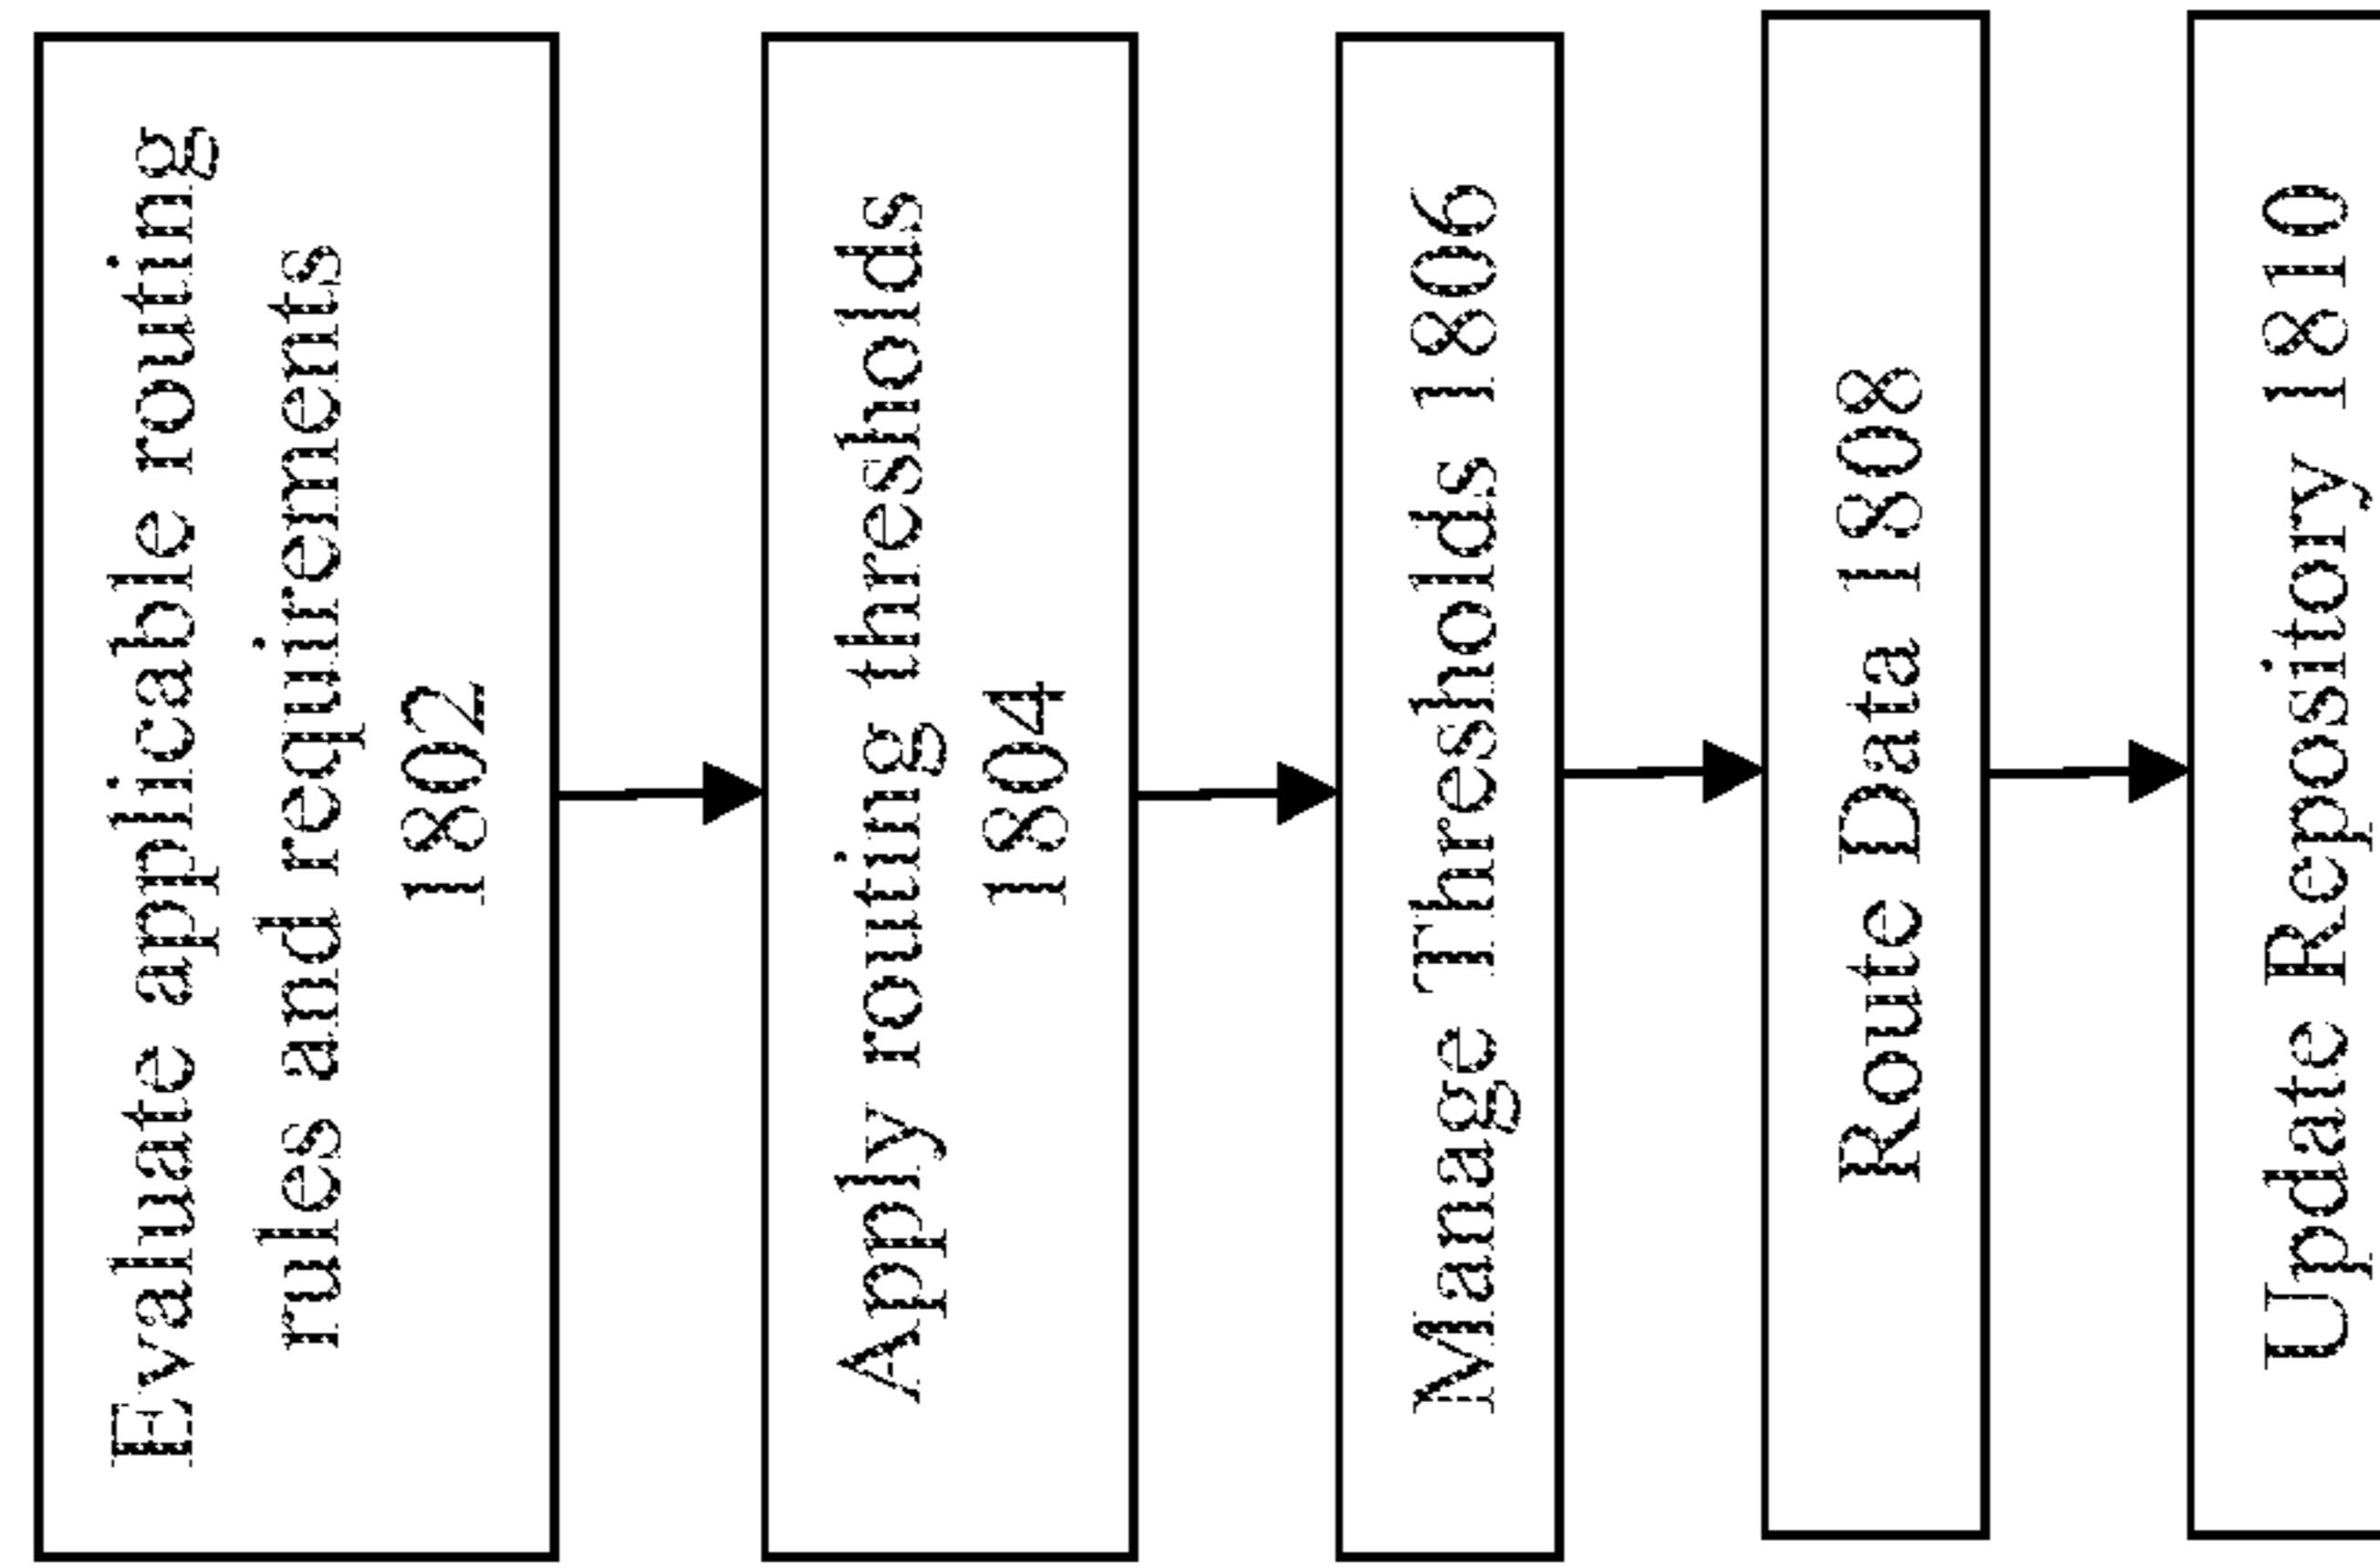 Evaluate applicable routing
rules and requirements
1802
Apply routing thresholds
1804
Manage Thresholds 1806
Route Data 1808
Update Repository 1810